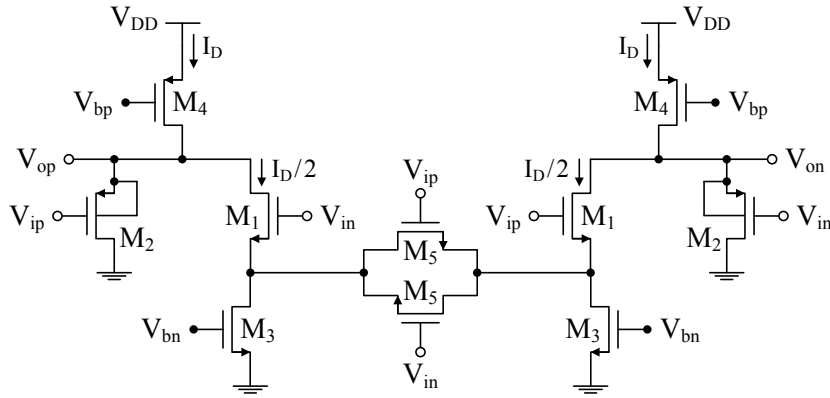 V_DD V_DD
I_D I_D
V_bp M_4 M_4 V_bp
V_op I_D/2 I_D/2 V_on
V_ip
V_ip M_2 M_1 V_in V_ip M_1 M_2 V_in
M_5
M_5
V_bn M_3 M_3 V_bn
V_in